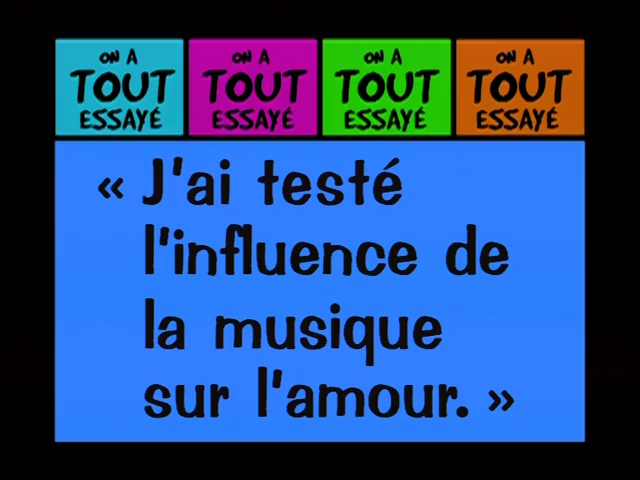 ON A
TOUT
ESSAYÉ
ON A
TOUT
ESSAYÉ
ON A
TOUT
ESSAYÉ
ON A
TOUT
ESSAYÉ
« J'ai testé
l'influence de
la musique
sur l'amour. »